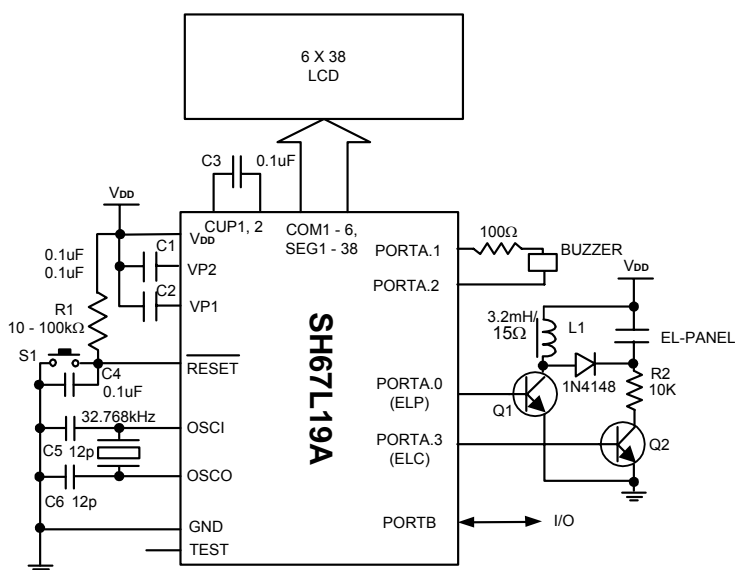 6 X 38
LCD
C3
0.1uF
VDD
CUP1, 2
COM1 - 6,
SEG1 - 38
VDD
C1
VP2
C2
VP1
0.1uF
0.1uF
R1
10 - 100kΩ
S1
RESET
C4
0.1uF
32.768kHz
OSCI
C5 12p
OSCO
C6 12p
GND
TEST
SH67L19A
PORTA.1
100Ω
BUZZER
PORTA.2
VDD
3.2mH/
15Ω
L1
EL-PANEL
1N4148
R2
10K
PORTA.0
(ELP)
Q1
PORTA.3
(ELC)
Q2
PORTB
I/O